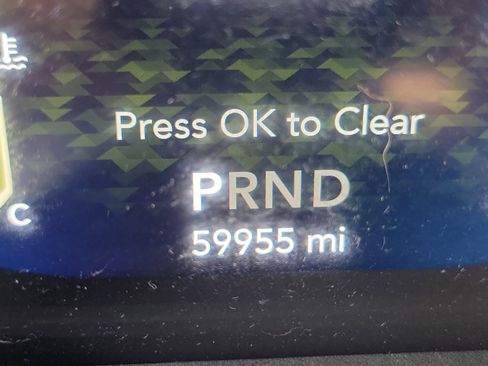 Press OK to Clear
PRND
59955 mi
C